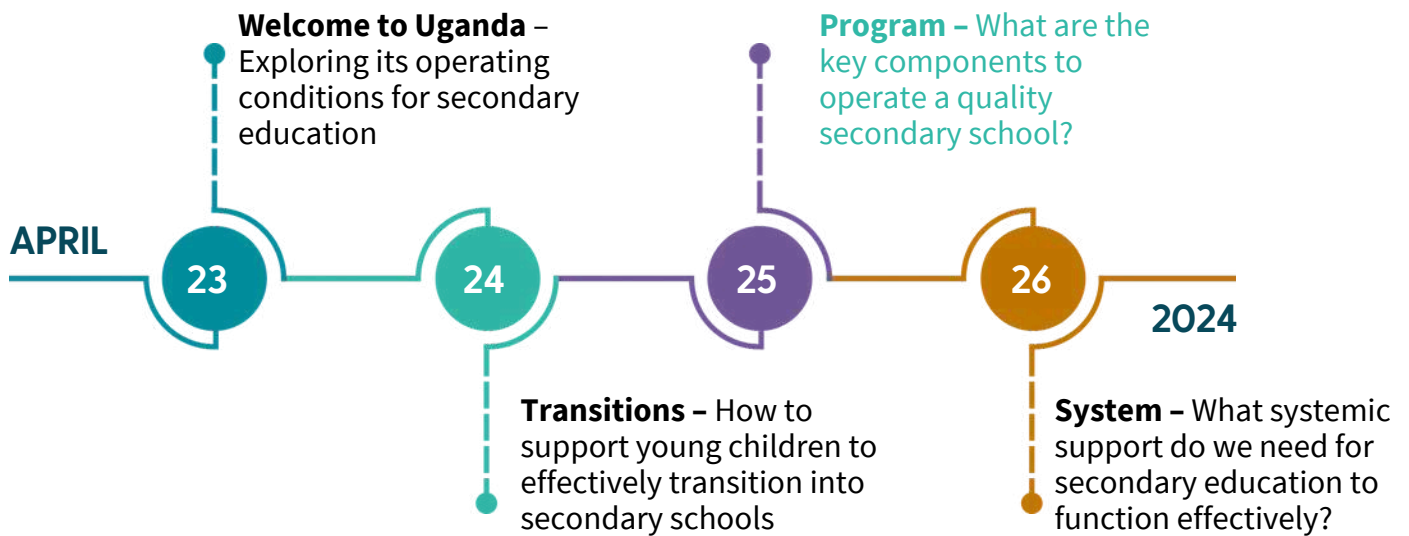 Welcome to Uganda –
Exploring its operating
conditions for secondary
education
Program – What are the
key components to
operate a quality
secondary school?
APRIL
23
24
25
26
2024
Transitions – How to
support young children to
effectively transition into
secondary schools
System – What systemic
support do we need for
secondary education to
function effectively?